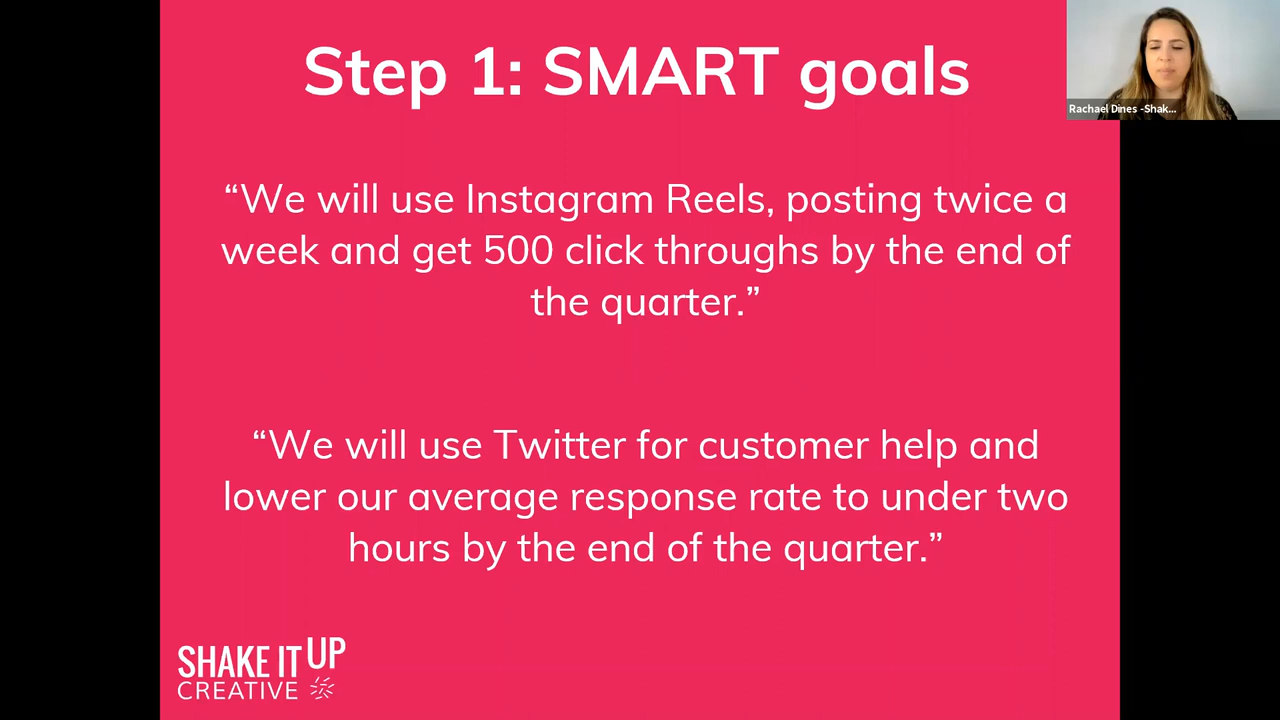 Step 1: SMART goals
Rachael Dines -Shak...
“We will use Instagram Reels, posting twice a
week and get 500 click throughs by the end of
the quarter.”
“We will use Twitter for customer help and
lower our average response rate to under two
hours by the end of the quarter.”
SHAKE IT UP
CREATIVE